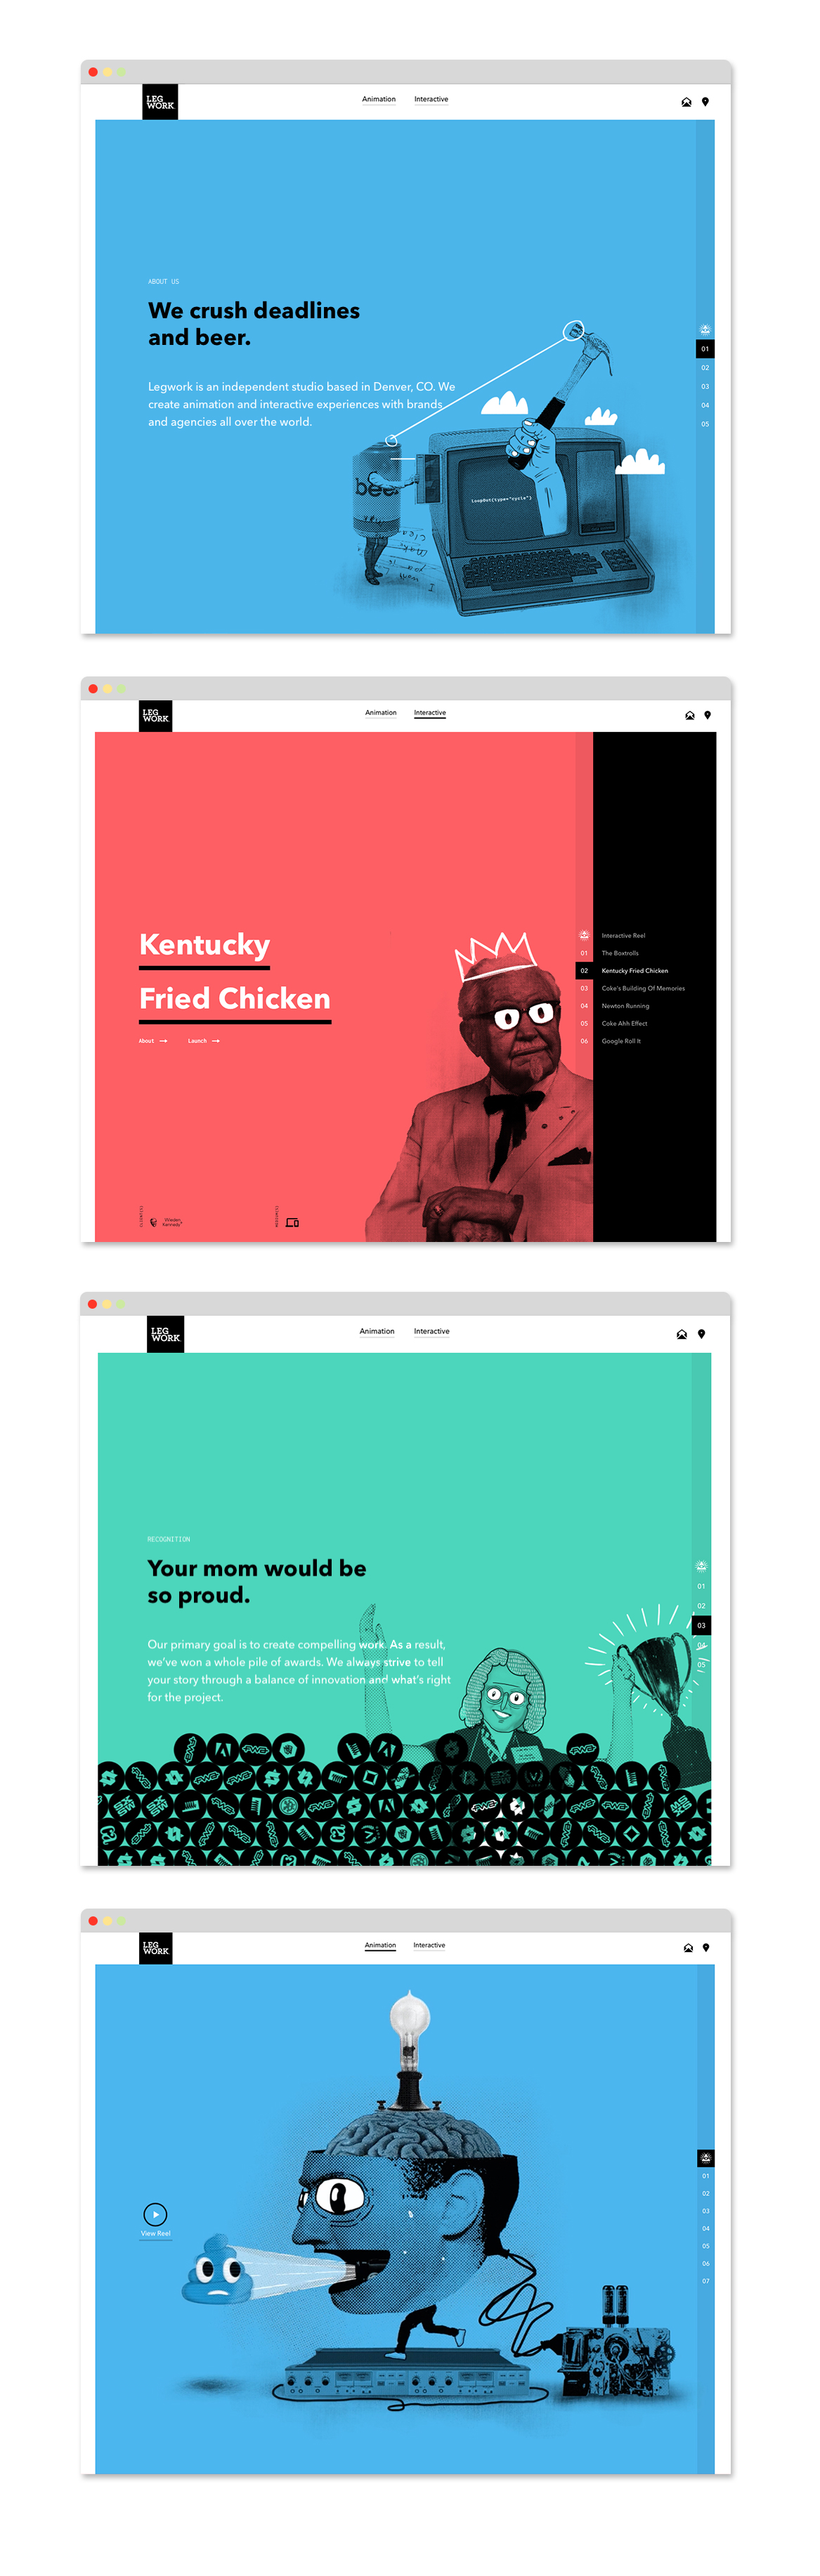 LEG
WORK
Animation
Interactive
ABOUT US
We crush deadlines
and beer.
Legwork is an independent studio based in Denver, CO. We
create animation and interactive experiences with brands
and agencies all over the world.
beer
loopOut(type="cycle")
01
02
03
04
05
LEG
WORK
Animation
Interactive
Kentucky
Fried Chicken
About
Launch
Interactive Reel
01 The Boxtrolls
02 Kentucky Fried Chicken
03 Coke's Building Of Memories
04 Newton Running
05 Coke Ahh Effect
06 Google Roll It
CLIENT(S)
Wieden
Kennedy
LEG
WORK
Animation
Interactive
RECOGNITION
Your mom would be
so proud.
Our primary goal is to create compelling work. As a result,
we've won a whole pile of awards. We always strive to tell
your story through a balance of innovation and what's right
for the project.
01
02
03
04
05
LEG
WORK
Animation
Interactive
View Reel
01
02
03
04
05
06
07